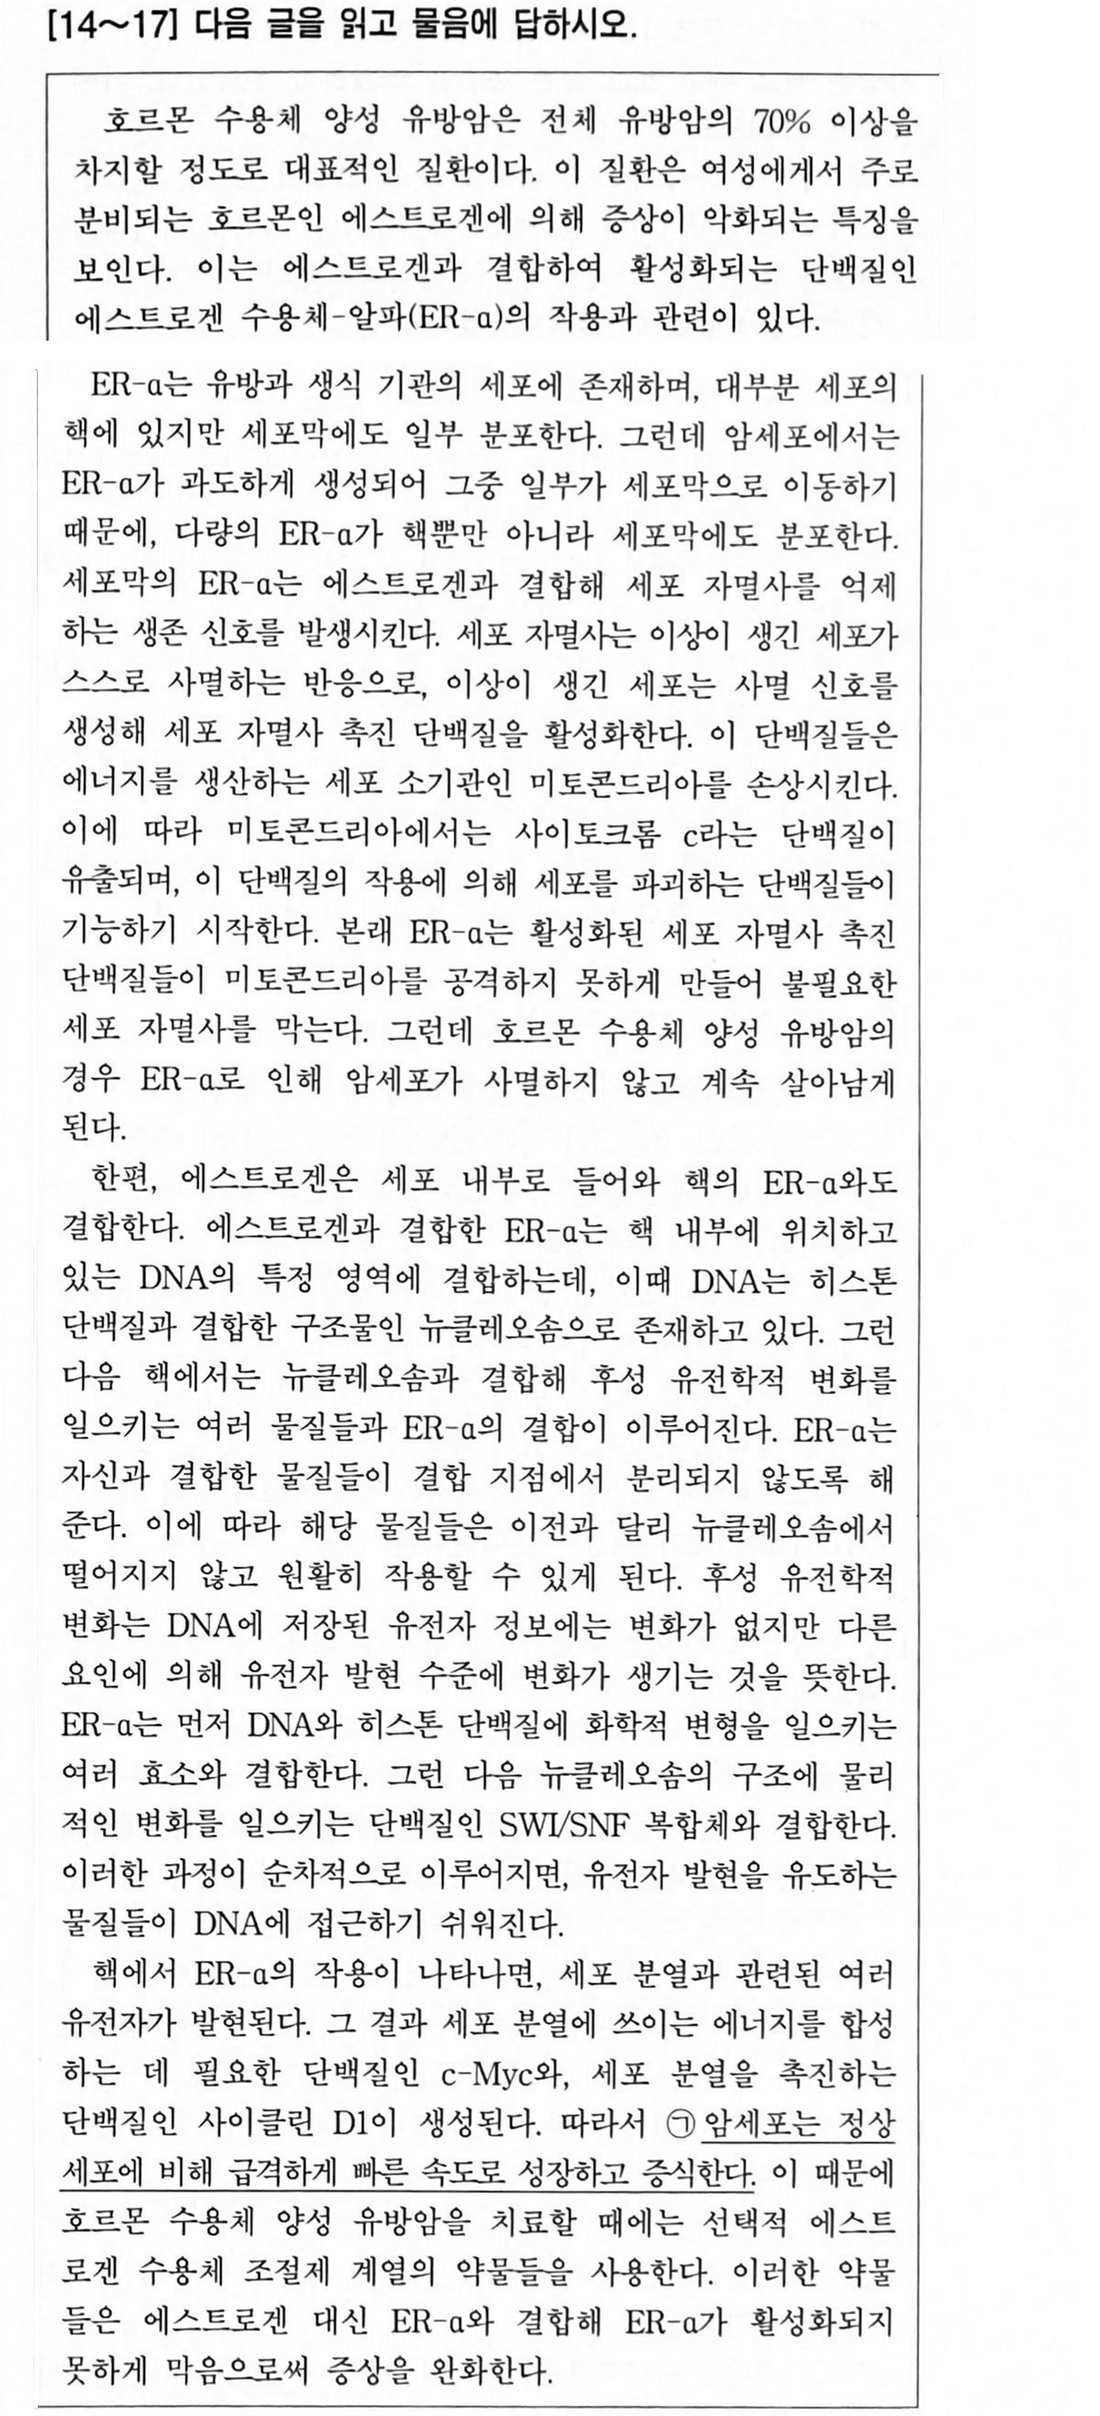 [14~17] 다음 글을 읽고 물음에 답하시오.
호르몬 수용체 양성 유방암은 전체 유방암의 70% 이상을
차지할 정도로 대표적인 질환이다. 이 질환은 여성에게서 주로
분비되는 호르몬인 에스트로겐에 의해 증상이 악화되는 특징을
보인다. 이는 에스트로겐과 결합하여 활성화되는 단백질인
에스트로겐 수용체-알파(ER-α)의 작용과 관련이 있다.
ER-α는 유방과 생식 기관의 세포에 존재하며, 대부분 세포의
핵에 있지만 세포막에도 일부 분포한다. 그런데 암세포에서는
ER-α가 과도하게 생성되어 그중 일부가 세포막으로 이동하기
때문에, 다량의 ER-α가 핵뿐만 아니라 세포막에도 분포한다.
세포막의 ER-α는 에스트로겐과 결합해 세포 자멸사를 억제
하는 생존 신호를 발생시킨다. 세포 자멸사는 이상이 생긴 세포가
스스로 사멸하는 반응으로, 이상이 생긴 세포는 사멸 신호를
생성해 세포 자멸사 촉진 단백질을 활성화한다. 이 단백질들은
에너지를 생산하는 세포 소기관인 미토콘드리아를 손상시킨다.
이에 따라 미토콘드리아에서는 사이토크롬 c라는 단백질이
유출되며, 이 단백질의 작용에 의해 세포를 파괴하는 단백질들이
기능하기 시작한다. 본래 ER-α는 활성화된 세포 자멸사 촉진
단백질들이 미토콘드리아를 공격하지 못하게 만들어 불필요한
세포 자멸사를 막는다. 그런데 호르몬 수용체 양성 유방암의
경우 ER-α로 인해 암세포가 사멸하지 않고 계속 살아남게
된다.
한편, 에스트로겐은 세포 내부로 들어와 핵의 ER-α와도
결합한다. 에스트로겐과 결합한 ER-α는 핵 내부에 위치하고
있는 DNA의 특정 영역에 결합하는데, 이때 DNA는 히스톤
단백질과 결합한 구조물인 뉴클레오솜으로 존재하고 있다. 그런
다음 핵에서는 뉴클레오솜과 결합해 후성 유전학적 변화를
일으키는 여러 물질들과 ER-α의 결합이 이루어진다. ER-α는
자신과 결합한 물질들이 결합 지점에서 분리되지 않도록 해
준다. 이에 따라 해당 물질들은 이전과 달리 뉴클레오솜에서
떨어지지 않고 원활히 작용할 수 있게 된다. 후성 유전학적
변화는 DNA에 저장된 유전자 정보에는 변화가 없지만 다른
요인에 의해 유전자 발현 수준에 변화가 생기는 것을 뜻한다.
ER-α는 먼저 DNA와 히스톤 단백질에 화학적 변형을 일으키는
여러 효소와 결합한다. 그런 다음 뉴클레오솜의 구조에 물리
적인 변화를 일으키는 단백질인 SWI/SNF 복합체와 결합한다.
이러한 과정이 순차적으로 이루어지면, 유전자 발현을 유도하는
물질들이 DNA에 접근하기 쉬워진다.
핵에서 ER-α의 작용이 나타나면, 세포 분열과 관련된 여러
유전자가 발현된다. 그 결과 세포 분열에 쓰이는 에너지를 합성
하는 데 필요한 단백질인 c-Myc와, 세포 분열을 촉진하는
단백질인 사이클린 D1이 생성된다. 따라서 ㉠암세포는 정상
세포에 비해 급격하게 빠른 속도로 성장하고 증식한다. 이 때문에
호르몬 수용체 양성 유방암을 치료할 때에는 선택적 에스트
로겐 수용체 조절제 계열의 약물들을 사용한다. 이러한 약물
들은 에스트로겐 대신 ER-α와 결합해 ER-α가 활성화되지
못하게 막음으로써 증상을 완화한다.